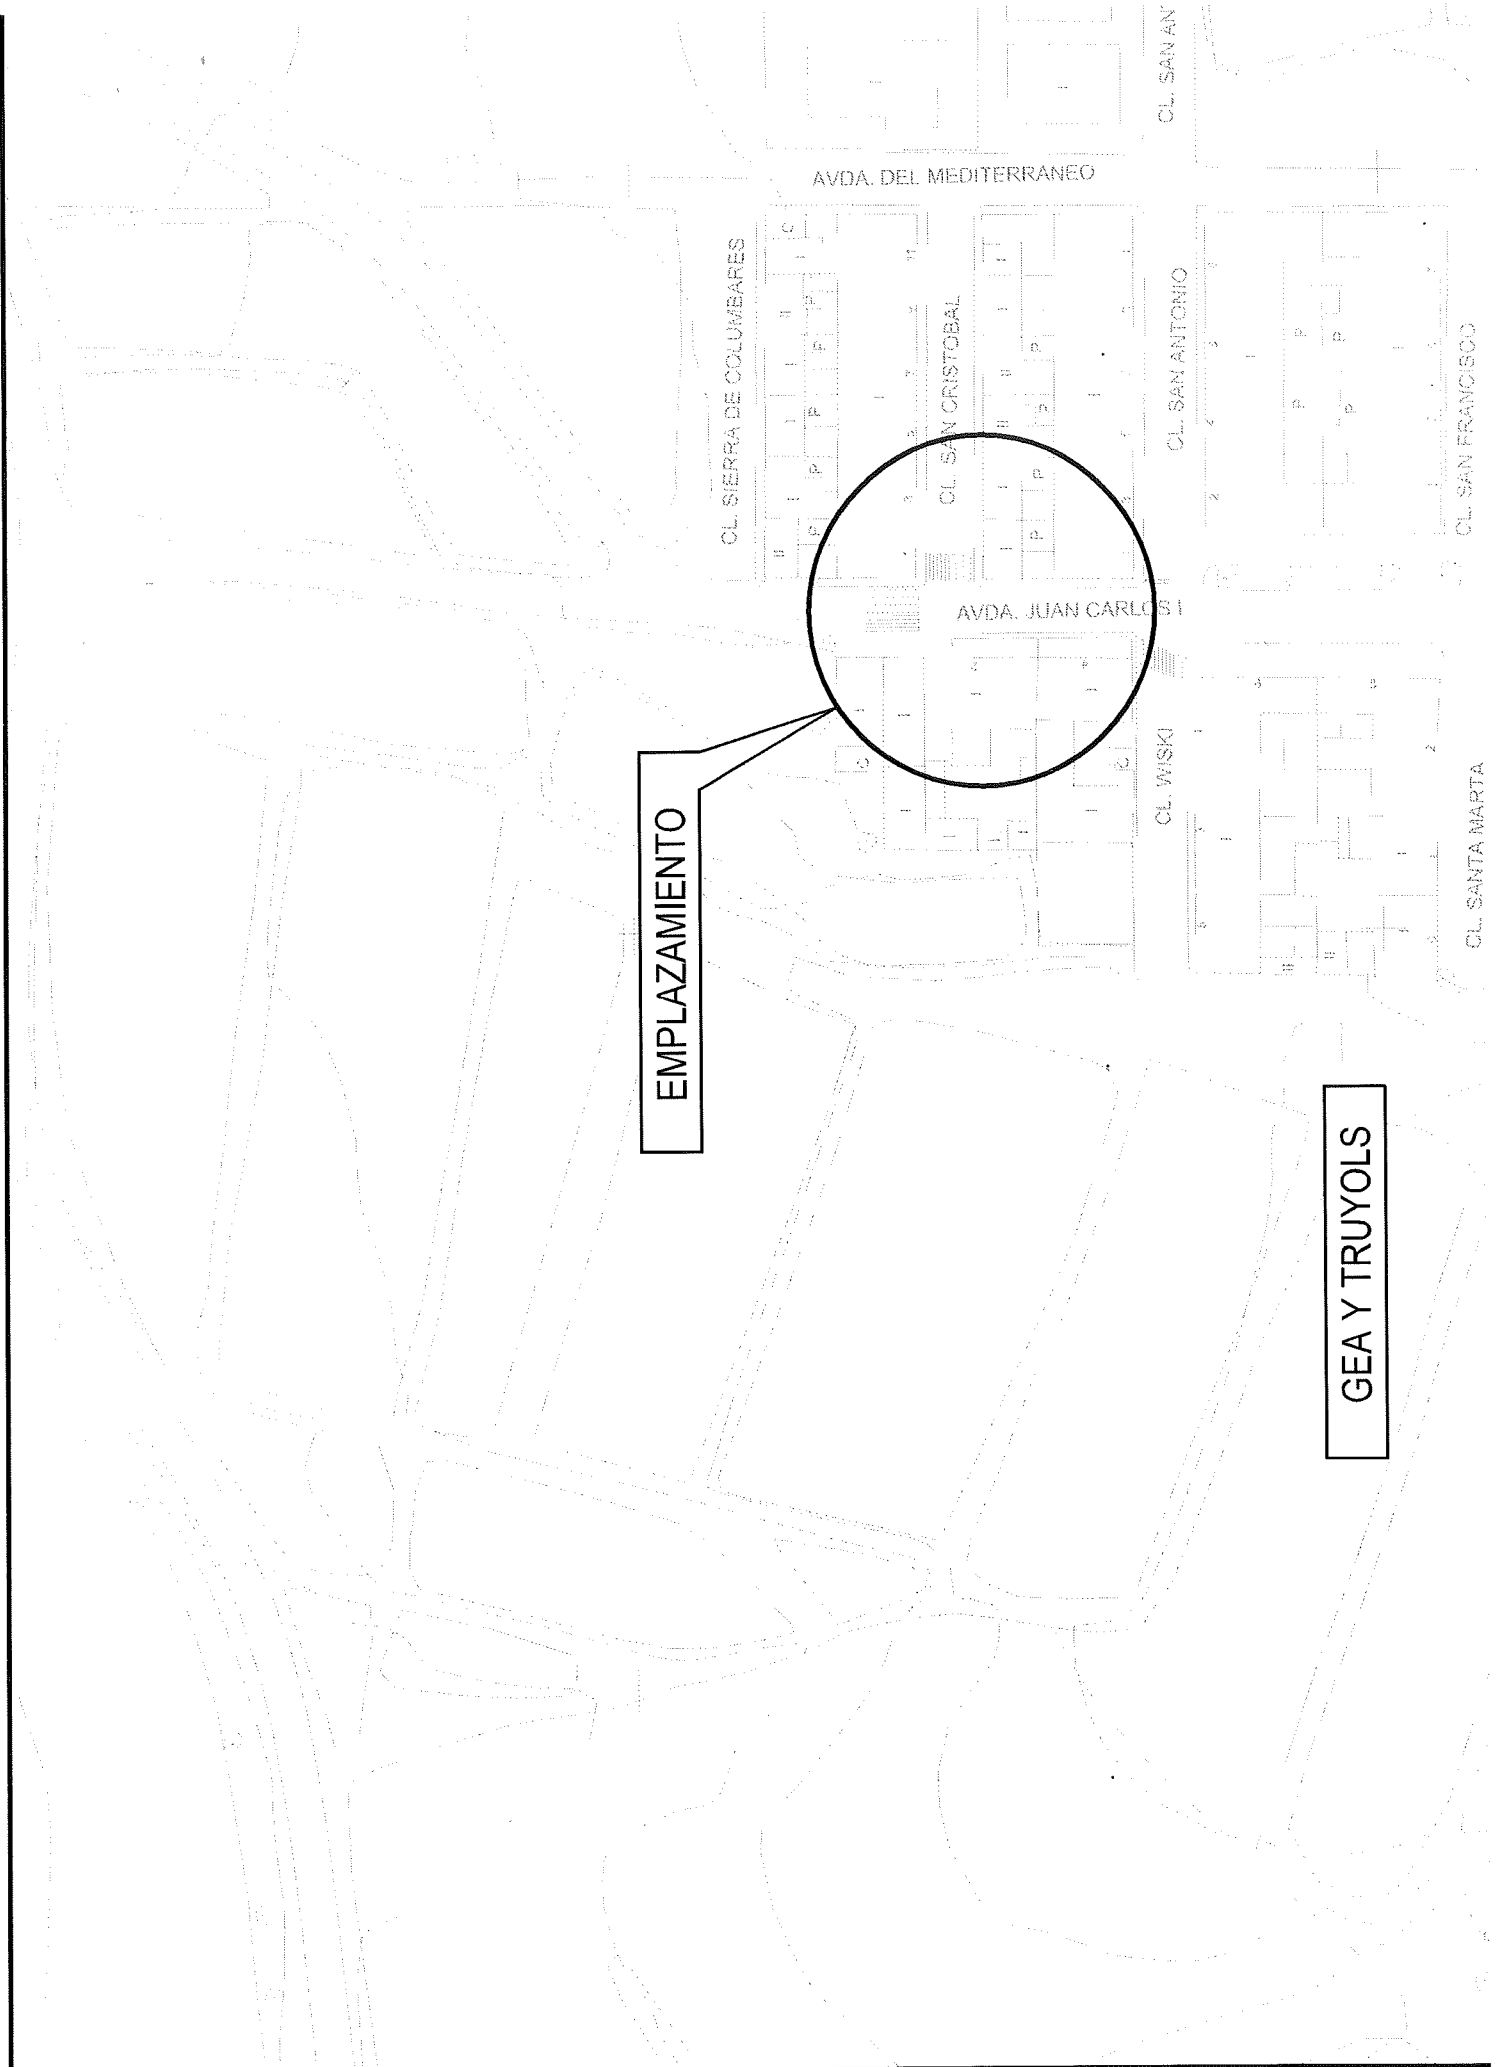 AVDA. DEL MEDITERRANEO
CL. SAN AN
CL. SIERRA DE COLUMBARES
CL. SAN CRISTOBAL
CL. SAN ANTONIO
CL. SAN FRANCISCO
AVDA. JUAN CARLOS I
CL. WISKI
CL. SANTA MARTA
EMPLAZAMIENTO
GEA Y TRUYOLS